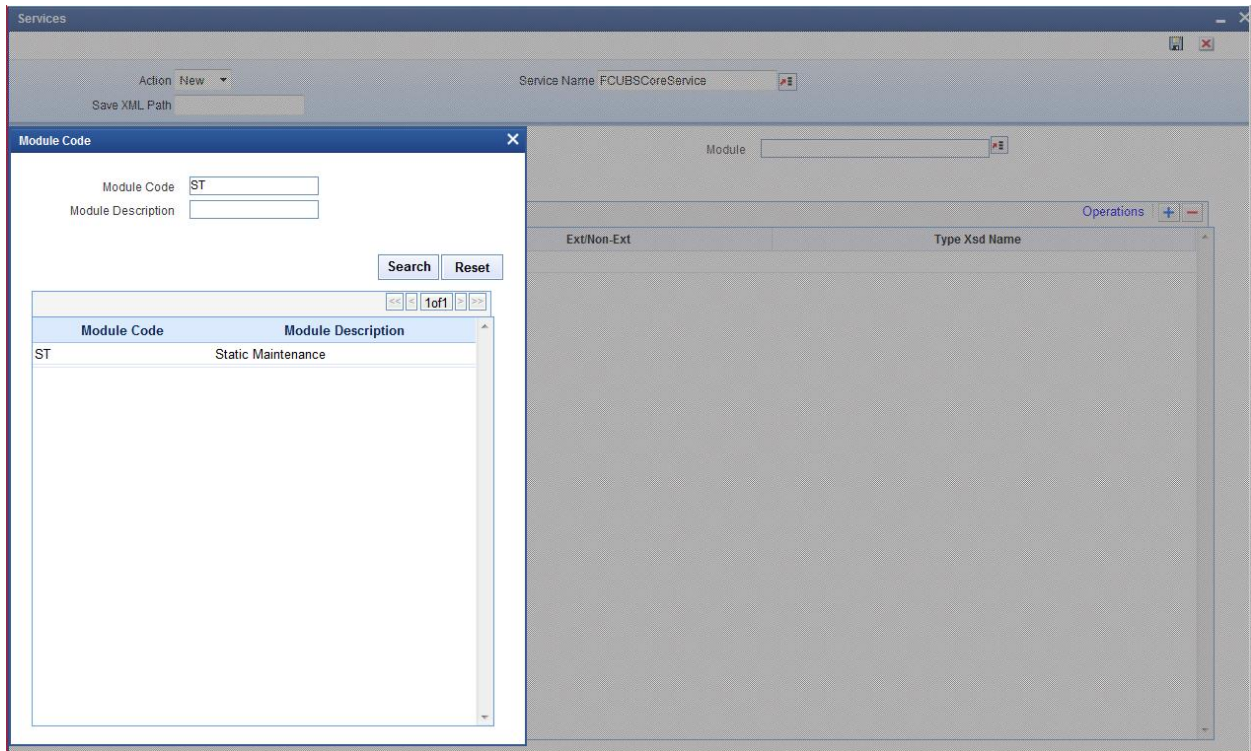 Services
Action New
Service Name FCUBSCoreService
Save XML Path
Module Code
Module
Module Code ST
Module Description
Operations + −
Ext/Non-Ext Type Xsd Name
Search Reset
<< < 1of1 > >>
Module Code Module Description
ST Static Maintenance